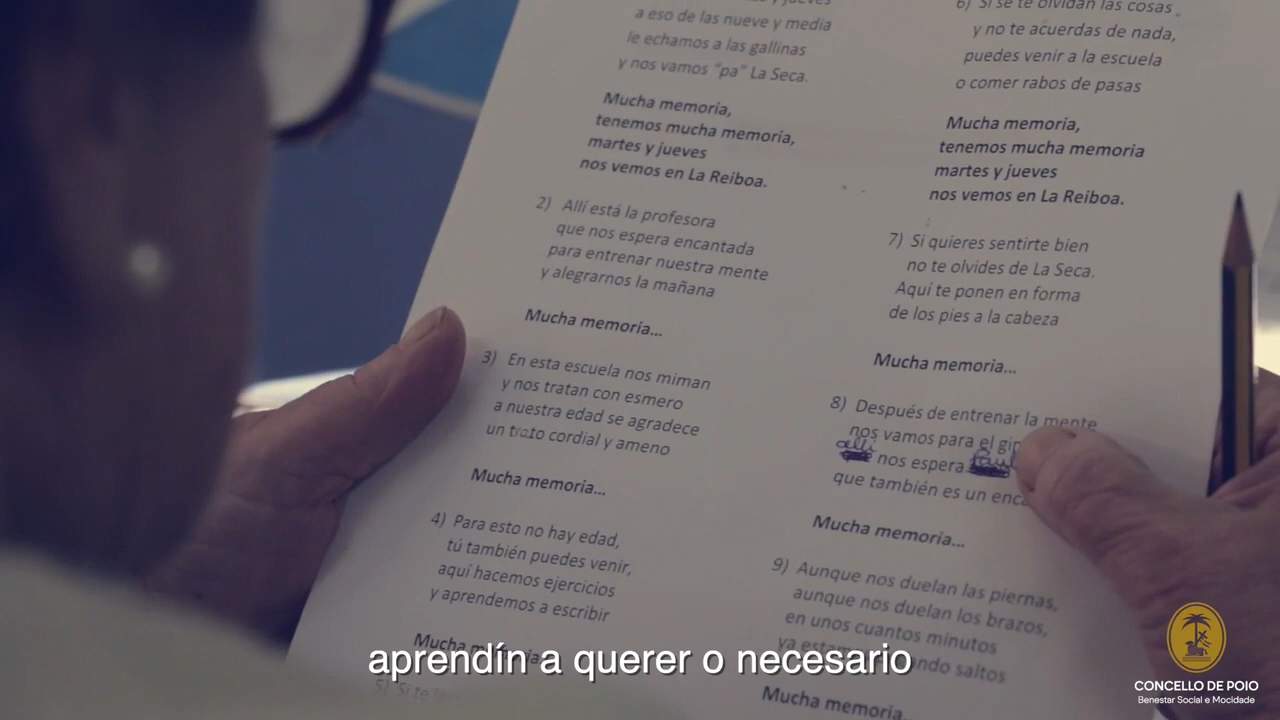 a eso de las nueve y media
le echamos a las gallinas
y nos vamos "pa" La Seca.
Mucha memoria,
tenemos mucha memoria,
martes y jueves
nos vemos en La Reiboa.
2) Allí está la profesora
que nos espera encantada
para entrenar nuestra mente
y alegrarnos la mañana
Mucha memoria...
3) En esta escuela nos miman
y nos tratan con esmero
a nuestra edad se agradece
un trato cordial y ameno
Mucha memoria...
4) Para esto no hay edad,
tú también puedes venir,
aquí hacemos ejercicios
y aprendemos a escribir
Mucha
5) Si te
6) Si se te olvidan las cosas
y no te acuerdas de nada,
puedes venir a la escuela
o comer rabos de pasas
Mucha memoria,
tenemos mucha memoria
martes y jueves
nos vemos en La Reiboa.
7) Si quieres sentirte bien
no te olvides de La Seca.
Aquí te ponen en forma
de los pies a la cabeza
Mucha memoria...
8) Después de entrenar la mente
nos vamos para el
allí nos espera
que también es un
Mucha memoria...
9) Aunque nos duelan las piernas,
aunque nos duelan los brazos,
en unos cuantos minutos
ya saltos
Mucha memoria...
aprendín a querer o necesario
CONCELLO DE POIO
Benestar Social e Mocidade